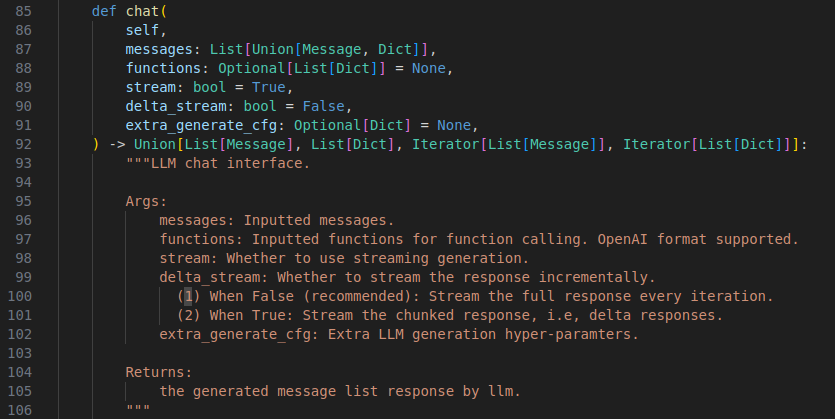 85 def chat(
86 self,
87 messages: List[Union[Message, Dict]],
88 functions: Optional[List[Dict]] = None,
89 stream: bool = True,
90 delta_stream: bool = False,
91 extra_generate_cfg: Optional[Dict] = None,
92 ) -> Union[List[Message], List[Dict], Iterator[List[Message]], Iterator[List[Dict]]]:
93 """LLM chat interface.
94
95 Args:
96 messages: Inputted messages.
97 functions: Inputted functions for function calling. OpenAI format supported.
98 stream: Whether to use streaming generation.
99 delta_stream: Whether to stream the response incrementally.
100 (1) When False (recommended): Stream the full response every iteration.
101 (2) When True: Stream the chunked response, i.e, delta responses.
102 extra_generate_cfg: Extra LLM generation hyper-paramters.
103
104 Returns:
105 the generated message list response by llm.
106 """